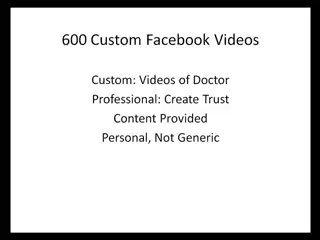 600 Custom Facebook Videos
Custom: Videos of Doctor
Professional: Create Trust
Content Provided
Personal, Not Generic